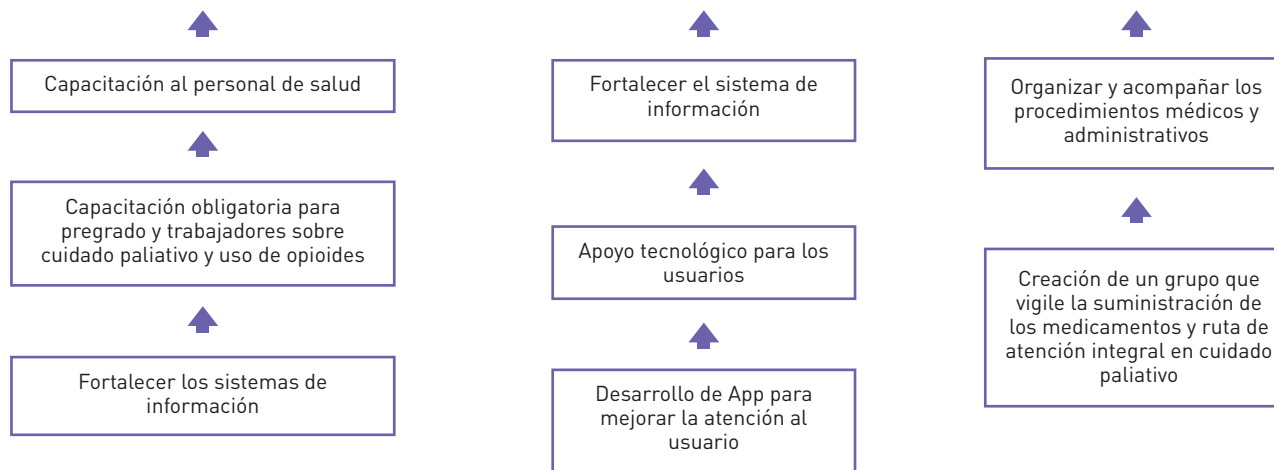 Capacitación al personal de salud
Capacitación obligatoria para
pregrado y trabajadores sobre
cuidado paliativo y uso de opioides
Fortalecer los sistemas de
información
Fortalecer el sistema de
información
Apoyo tecnológico para los
usuarios
Desarrollo de App para
mejorar la atención al
usuario
Organizar y acompañar los
procedimientos médicos y
administrativos
Creación de un grupo que
vigile la suministración de
los medicamentos y ruta de
atención integral en cuidado
paliativo